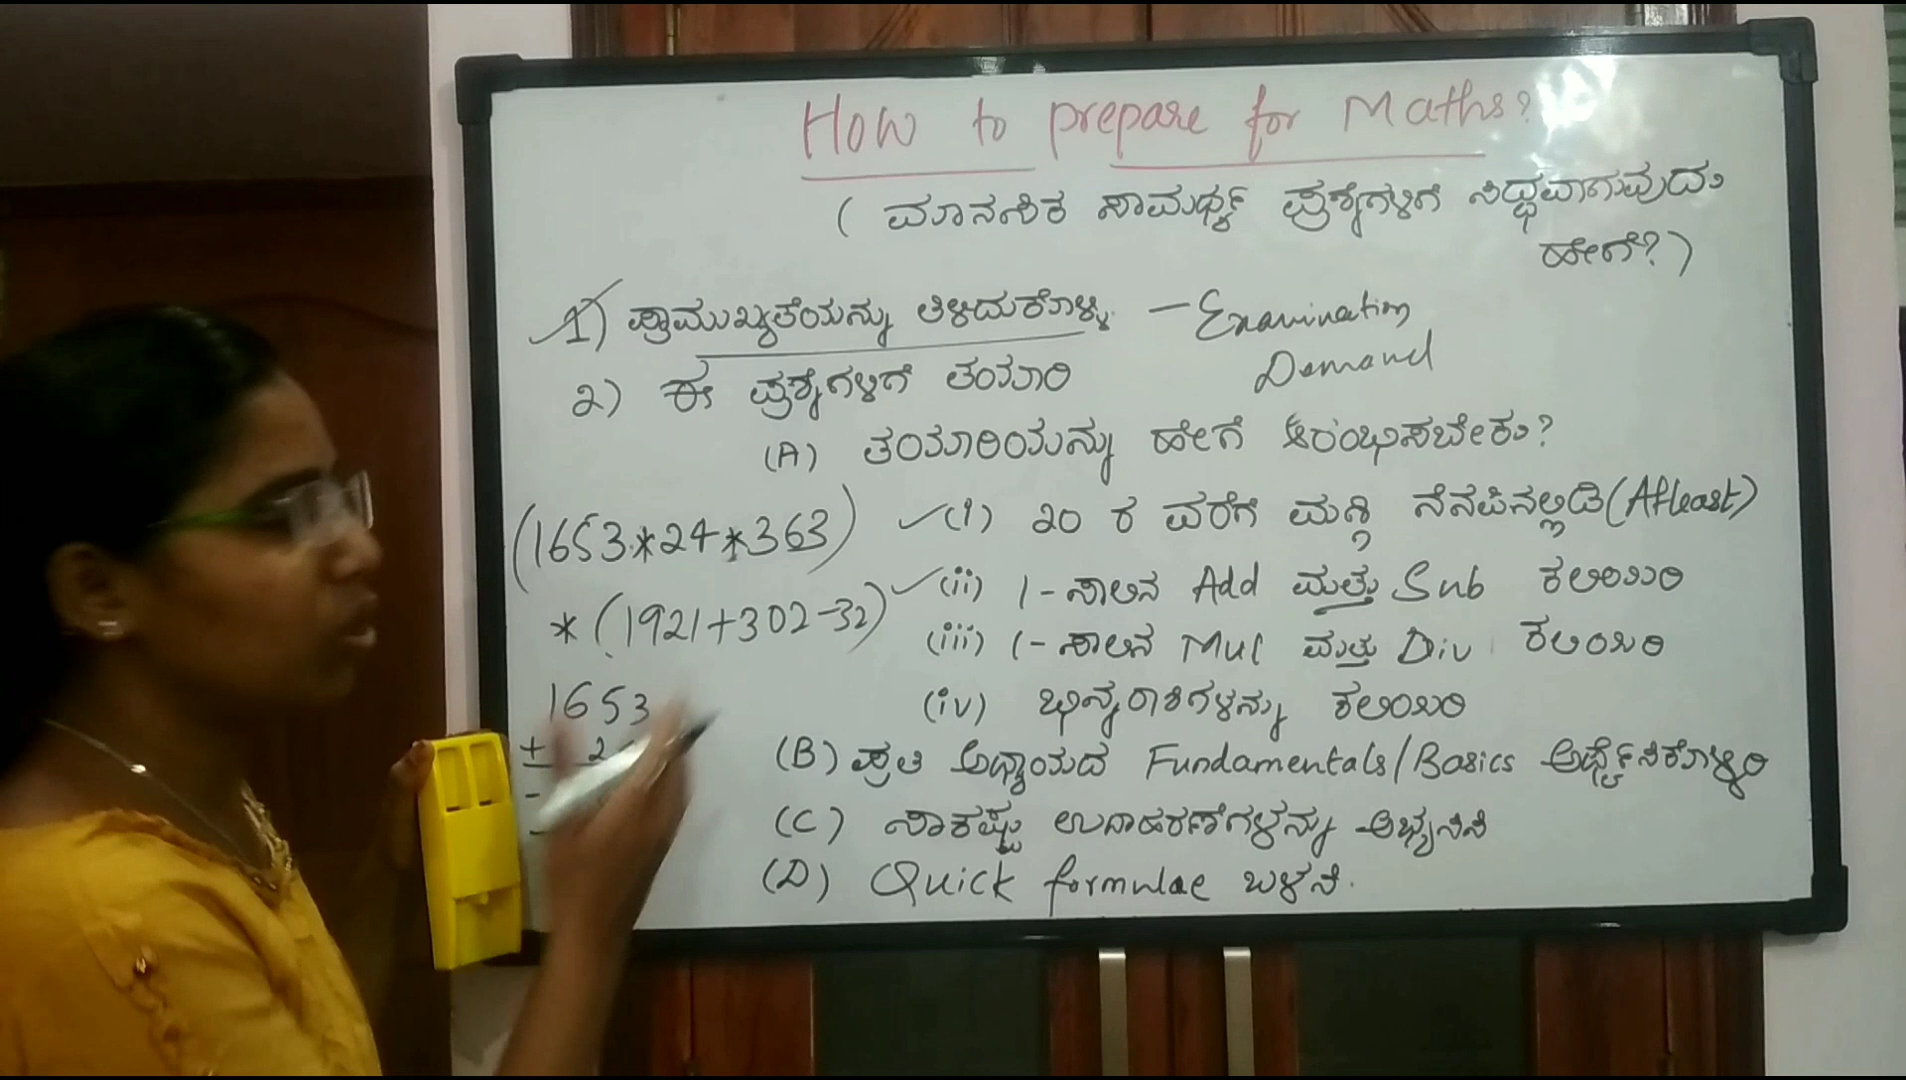 How to prepare for Maths?
( ಮಾನಸಿಕ ಸಾಮರ್ಥ್ಯ ಪ್ರಶ್ನೆಗಳಿಗೆ ಸಿದ್ಧವಾಗುವುದು
ಹೇಗೆ? )
1) ಪ್ರಾಮುಖ್ಯತೆಯನ್ನು ತಿಳಿದುಕೊಳ್ಳಿ - Examination
Demand
೨) ಈ ಪ್ರಶ್ನೆಗಳಿಗೆ ತಯಾರಿ
(A) ತಯಾರಿಯನ್ನು ಹೇಗೆ ಆರಂಭಿಸಬೇಕು?
(i) ೨೦ ರ ವರೆಗೆ ಮಗ್ಗಿ ನೆನಪಿನಲ್ಲಿಡಿ (Atleast)
(ii) 1-ಸಾಲಿನ Add ಮತ್ತು Sub ಕಲಿಯಿರಿ
(iii) 1-ಸಾಲಿನ Mul ಮತ್ತು Div ಕಲಿಯಿರಿ
(iv) ಭಿನ್ನರಾಶಿಗಳನ್ನು ಕಲಿಯಿರಿ
(B) ಪ್ರತಿ ಅಧ್ಯಾಯದ Fundamentals/Basics ಅರ್ಥೈಸಿಕೊಳ್ಳಿರಿ
(C) ಸಾಕಷ್ಟು ಉದಾಹರಣೆಗಳನ್ನು ಅಭ್ಯಸಿಸಿ
(D) Quick formulae ಬಳಸಿ.
(1653*24*363)
*(1921+302-32)
1653
+ 2
-
-